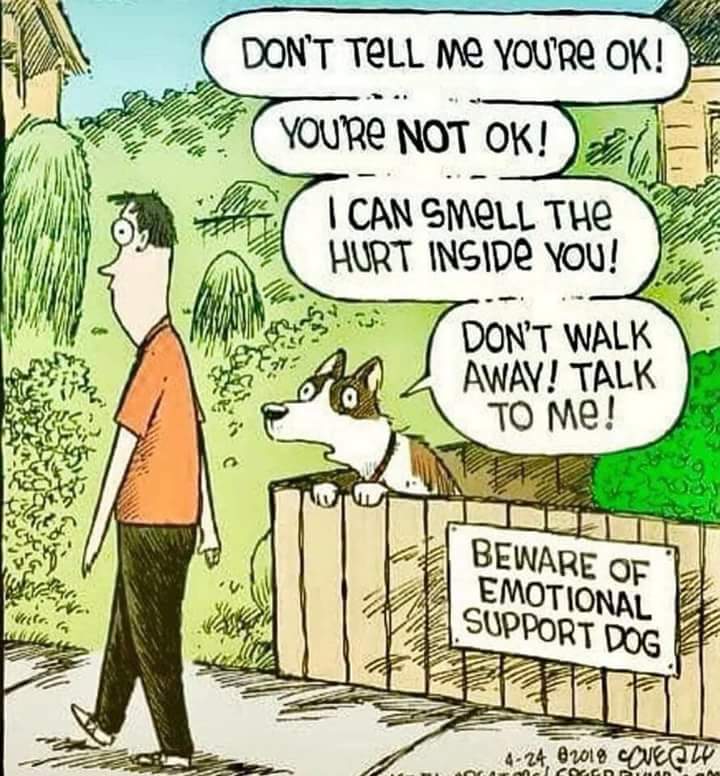 DON'T TELL ME YOU'RE OK!
YOU'RE NOT OK!
I CAN SMELL THE
HURT INSIDE YOU!
DON'T WALK
AWAY! TALK
TO ME!
BEWARE OF
EMOTIONAL
SUPPORT DOG
4-24 ©2018 COVERLY